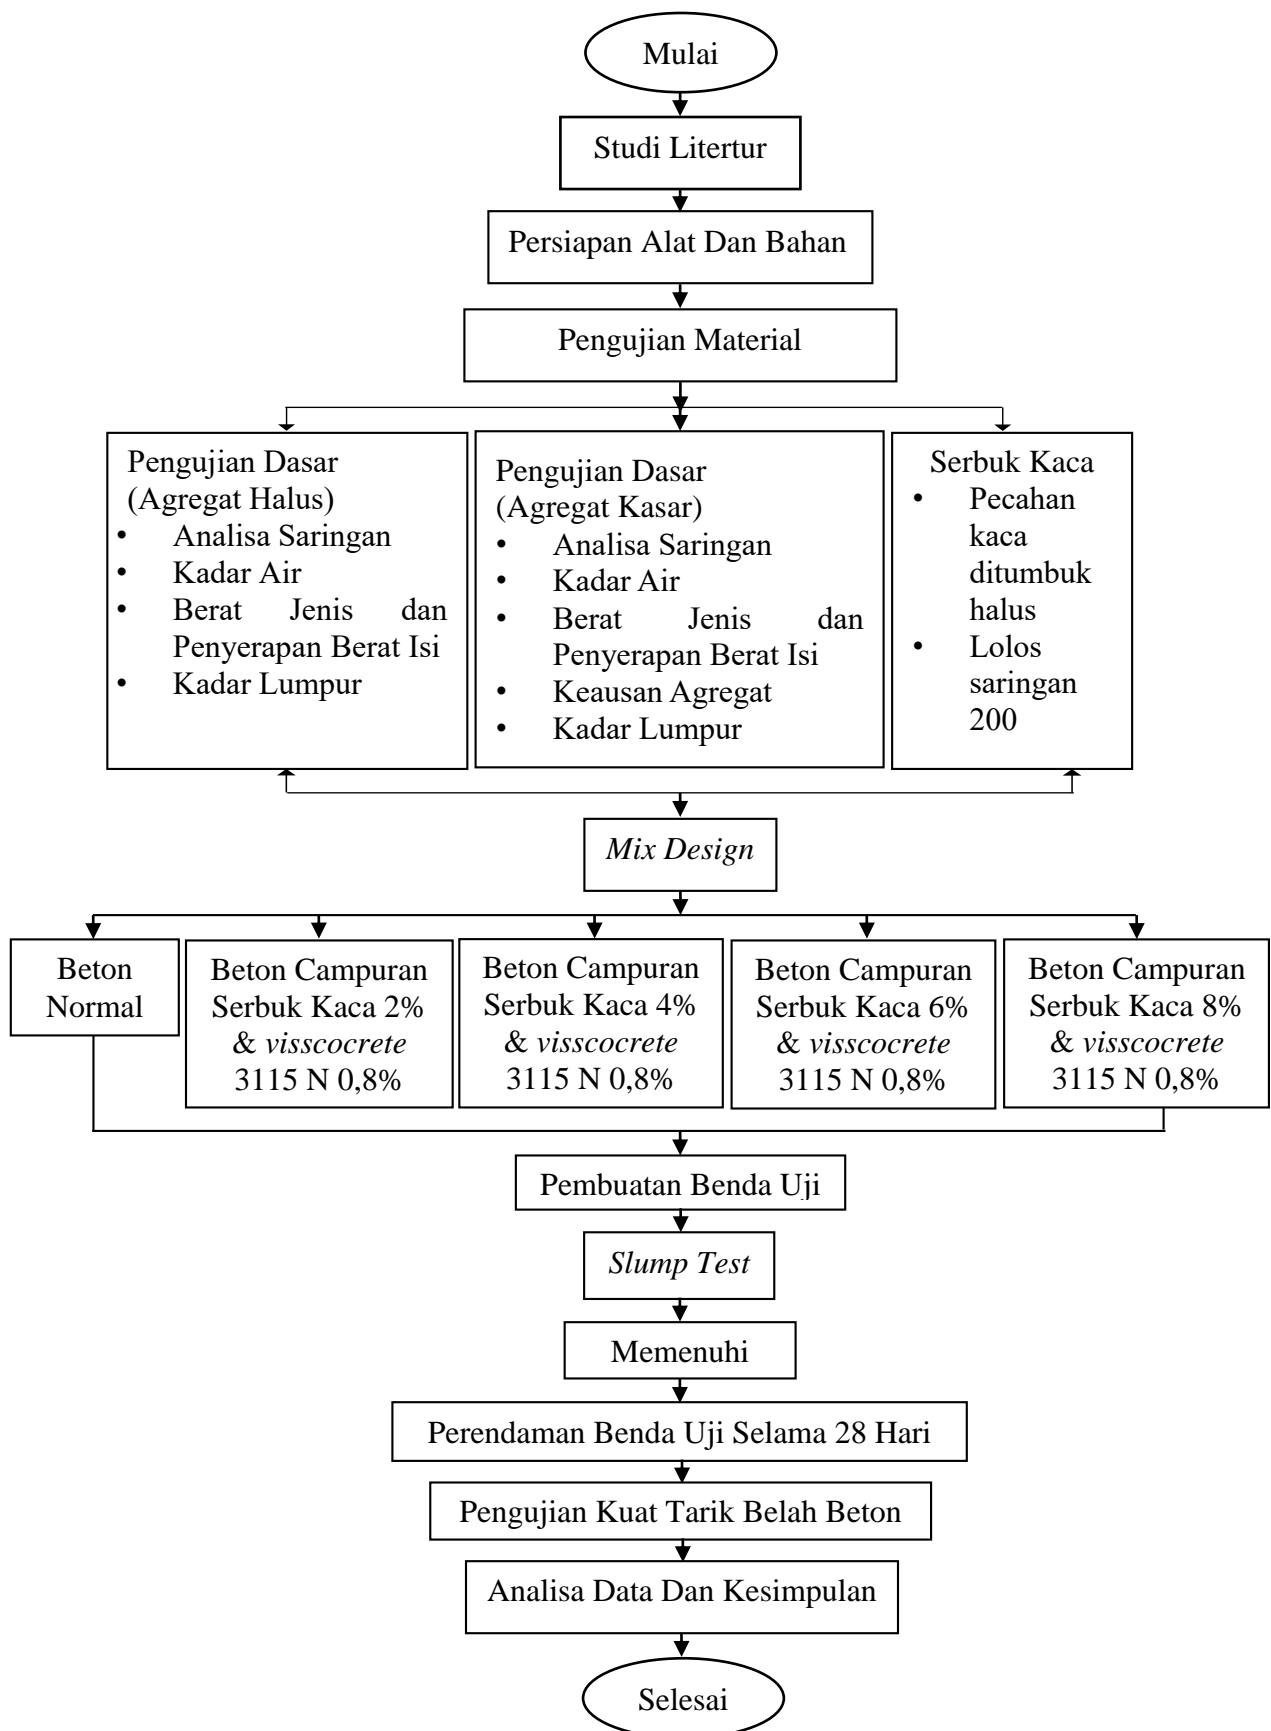 Mulai
Studi Litertur
Persiapan Alat Dan Bahan
Pengujian Material
Pengujian Dasar
(Agregat Halus)
• Analisa Saringan
• Kadar Air
• Berat Jenis dan
Penyerapan Berat Isi
• Kadar Lumpur
Pengujian Dasar
(Agregat Kasar)
• Analisa Saringan
• Kadar Air
• Berat Jenis dan
Penyerapan Berat Isi
• Keausan Agregat
• Kadar Lumpur
Serbuk Kaca
• Pecahan
kaca
ditumbuk
halus
• Lolos
saringan
200
Mix Design
Beton
Normal
Beton Campuran
Serbuk Kaca 2%
& visscocrete
3115 N 0,8%
Beton Campuran
Serbuk Kaca 4%
& visscocrete
3115 N 0,8%
Beton Campuran
Serbuk Kaca 6%
& visscocrete
3115 N 0,8%
Beton Campuran
Serbuk Kaca 8%
& visscocrete
3115 N 0,8%
Pembuatan Benda Uji
Slump Test
Memenuhi
Perendaman Benda Uji Selama 28 Hari
Pengujian Kuat Tarik Belah Beton
Analisa Data Dan Kesimpulan
Selesai